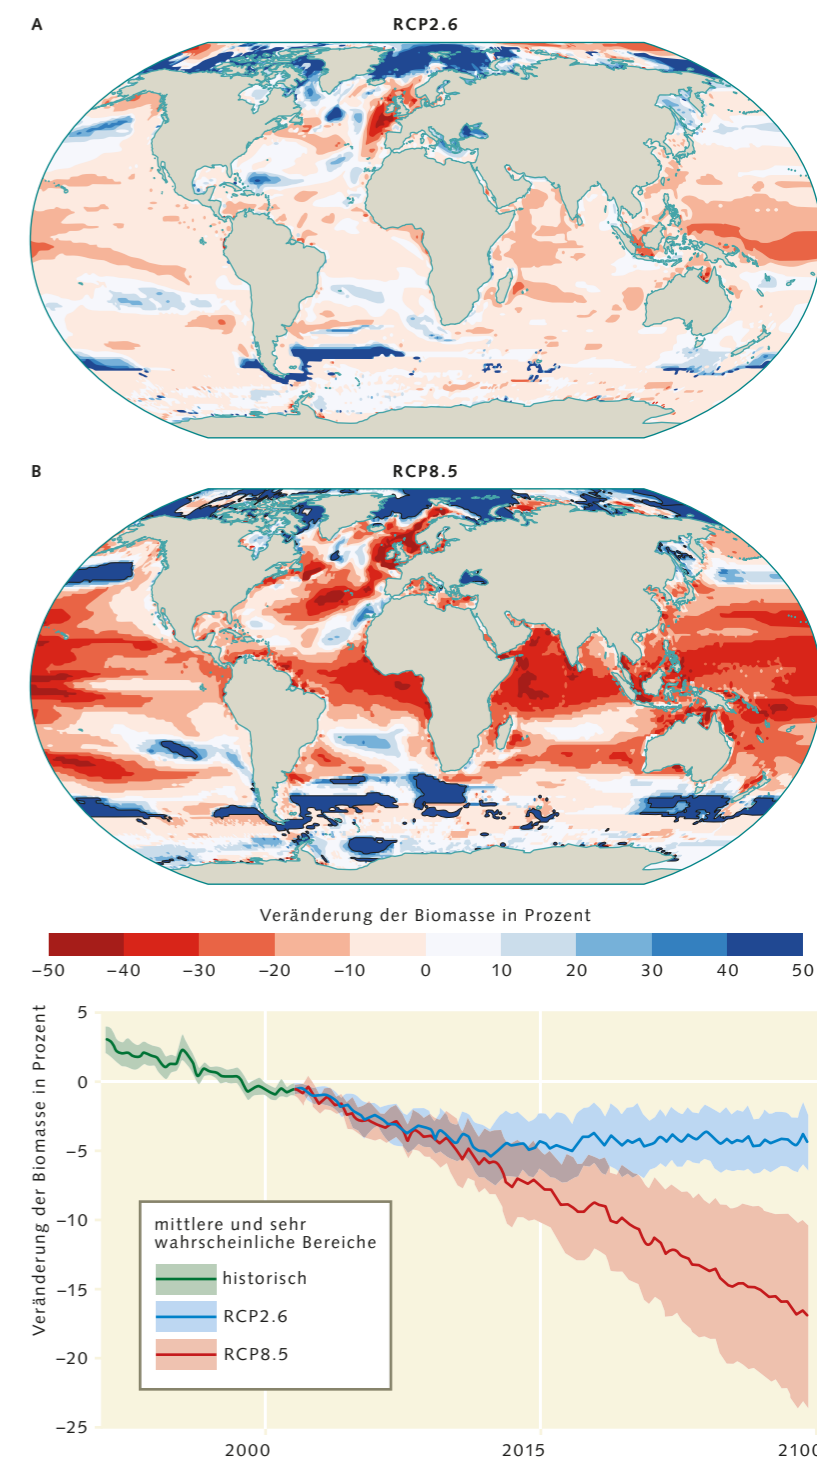 A
RCP2.6
B
RCP8.5
Veränderung der Biomasse in Prozent
−50 −40 −30 −20 −10 0 10 20 30 40 50
Veränderung der Biomasse in Prozent
5
0
−5
−10
−15
−20
−25
mittlere und sehr
wahrscheinliche Bereiche
historisch
RCP2.6
RCP8.5
2000 2015 2100